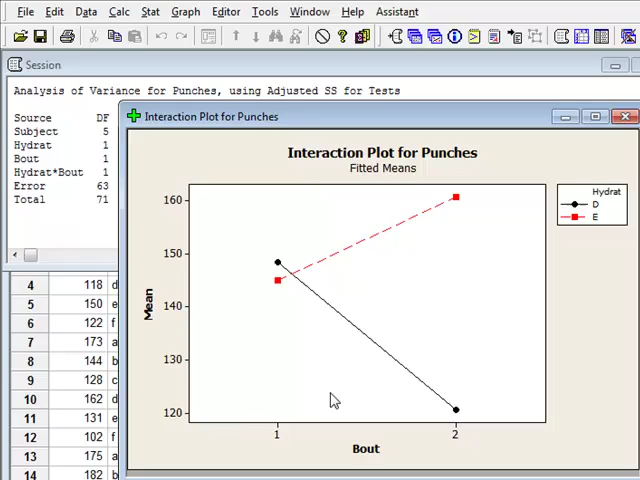 File Edit Data Calc Stat Graph Editor Tools Window Help Assistant
Session
Analysis of Variance for Punches, using Adjusted SS for Tests
Source DF
Subject 5
Hydrat 1
Bout 1
Hydrat*Bout 1
Error 63
Total 71
Interaction Plot for Punches
Interaction Plot for Punches
Fitted Means
Hydrat
D
E
160
150
140
130
120
Mean
1 2
Bout
4 118 d
5 150 e
6 122 f
7 173 a
8 144 b
9 128 c
10 162 d
11 131 e
12 102 f
13 175 a
14 182 b